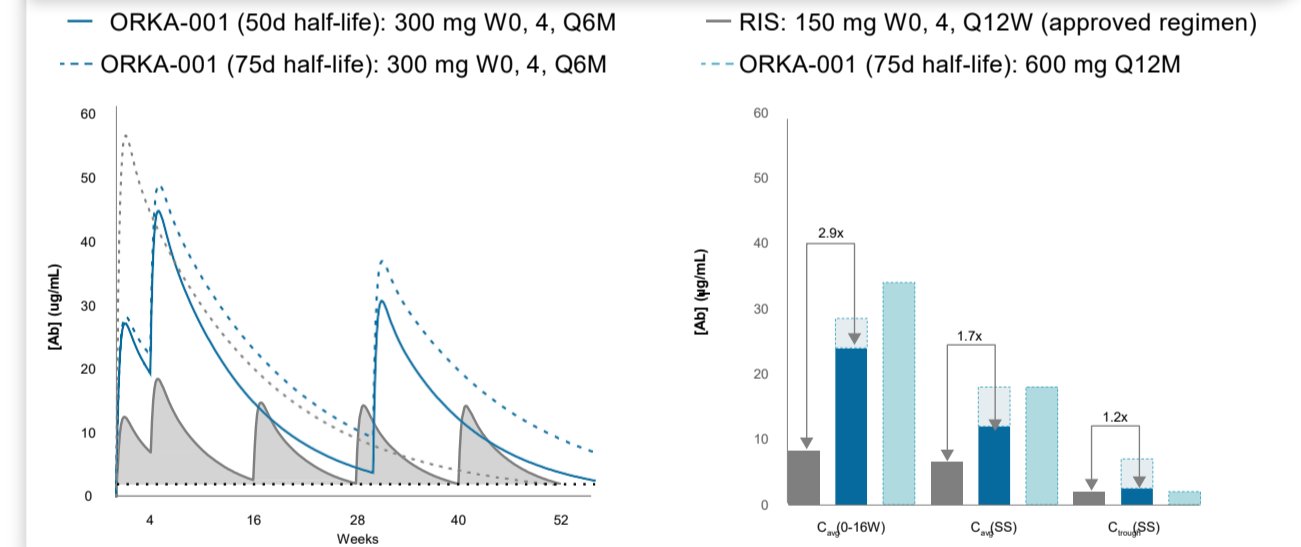 ORKA-001 (50d half-life): 300 mg W0, 4, Q6M
RIS: 150 mg W0, 4, Q12W (approved regimen)
ORKA-001 (75d half-life): 300 mg W0, 4, Q6M
ORKA-001 (75d half-life): 600 mg Q12M
[Ab] (ug/mL)
60
50
40
30
20
10
0
4
16
28
40
52
Weeks
[Ab] (µg/mL)
60
50
40
30
20
10
0
2.9x
1.7x
1.2x
Cavg(0-16W)
Cavg(SS)
Ctrough(SS)